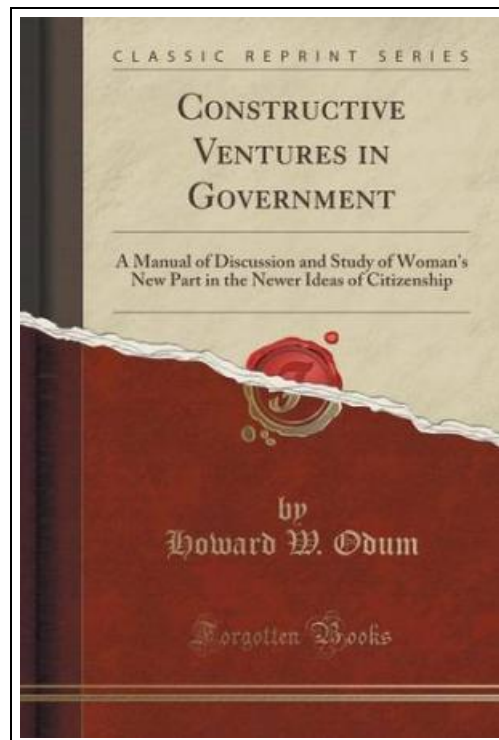 CLASSIC REPRINT SERIES
CONSTRUCTIVE
VENTURES IN
GOVERNMENT
A Manual of Discussion and Study of Woman's
New Part in the Newer Ideas of Citizenship
by
Howard W. Odum
Forgotten Books